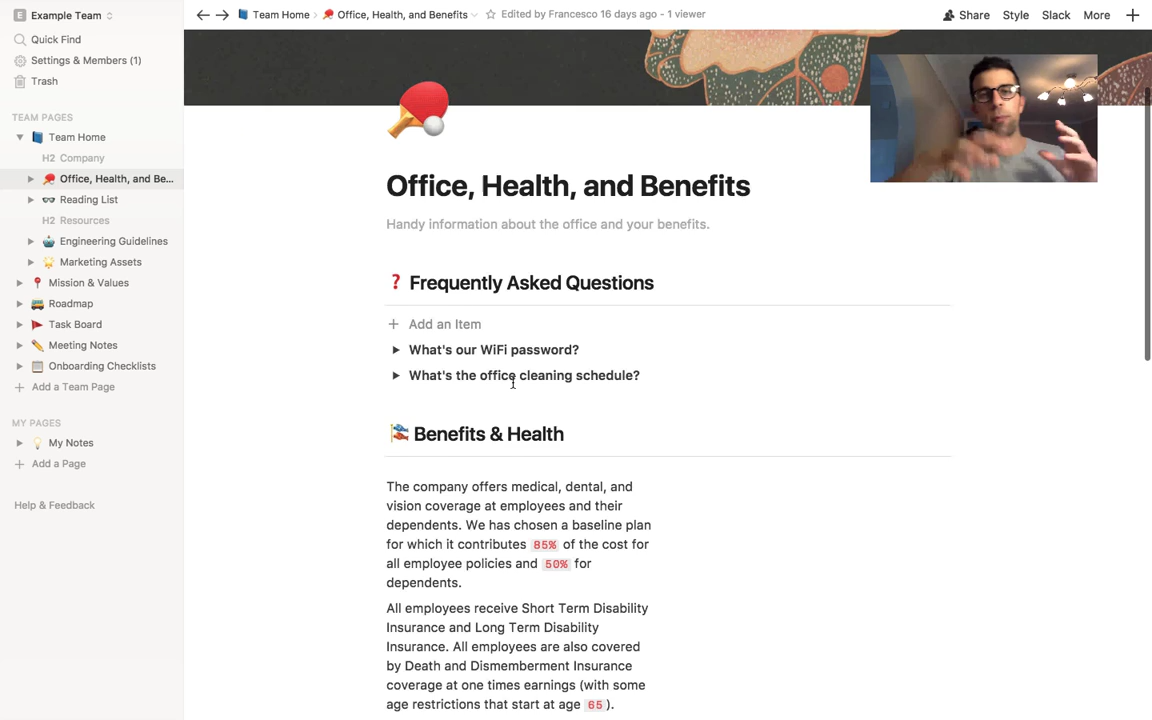 E Example Team
Quick Find
Settings & Members (1)
Trash
TEAM PAGES
Team Home
H2 Company
Office, Health, and Be...
Reading List
H2 Resources
Engineering Guidelines
Marketing Assets
Mission & Values
Roadmap
Task Board
Meeting Notes
Onboarding Checklists
Add a Team Page
MY PAGES
My Notes
Add a Page
Help & Feedback
Team Home Office, Health, and Benefits Edited by Francesco 16 days ago - 1 viewer
Share Style Slack More
Office, Health, and Benefits
Handy information about the office and your benefits.
❓ Frequently Asked Questions
Add an Item
What's our WiFi password?
What's the office cleaning schedule?
Benefits & Health
The company offers medical, dental, and
vision coverage at employees and their
dependents. We has chosen a baseline plan
for which it contributes 85% of the cost for
all employee policies and 50% for
dependents.
All employees receive Short Term Disability
Insurance and Long Term Disability
Insurance. All employees are also covered
by Death and Dismemberment Insurance
coverage at one times earnings (with some
age restrictions that start at age 65).